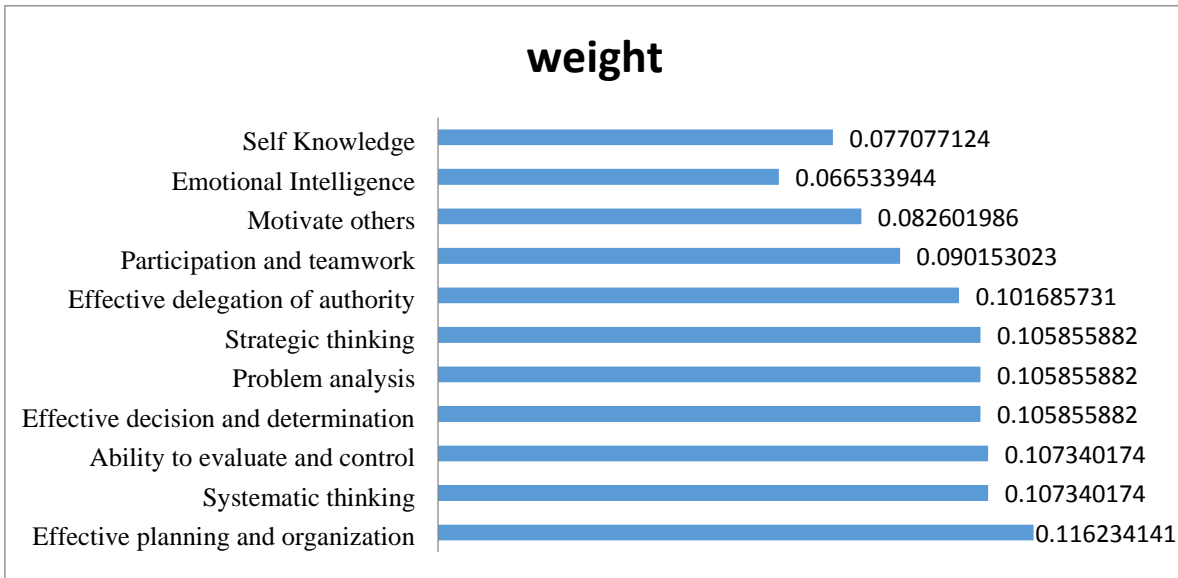 weight
Self Knowledge 0.077077124
Emotional Intelligence 0.066533944
Motivate others 0.082601986
Participation and teamwork 0.090153023
Effective delegation of authority 0.101685731
Strategic thinking 0.105855882
Problem analysis 0.105855882
Effective decision and determination 0.105855882
Ability to evaluate and control 0.107340174
Systematic thinking 0.107340174
Effective planning and organization 0.116234141